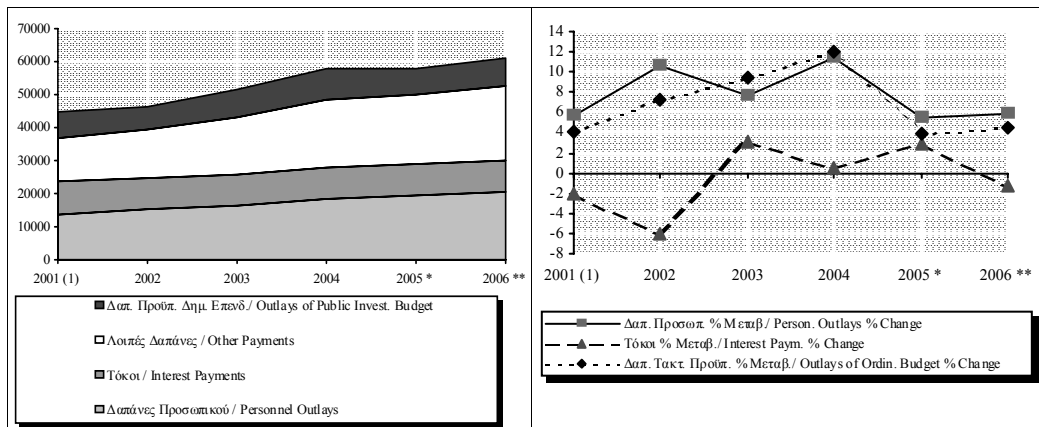 70000
60000
50000
40000
30000
20000
10000
0
2001 (1) 2002 2003 2004 2005 * 2006 **
Δαπ. Προϋπ. Δημ. Επενδ./ Outlays of Public Invest. Budget
Λοιπές Δαπάνες / Other Payments
Τόκοι / Interest Payments
Δαπάνες Προσωπικού / Personnel Outlays
14
12
10
8
6
4
2
0
-2
-4
-6
-8
2001 (1) 2002 2003 2004 2005 * 2006 **
Δαπ. Προσωπ. % Μεταβ./ Person. Outlays % Change
Τόκοι % Μεταβ./ Interest Paym. % Change
Δαπ. Τακτ. Προϋπ. % Μεταβ./ Outlays of Ordin. Budget % Change